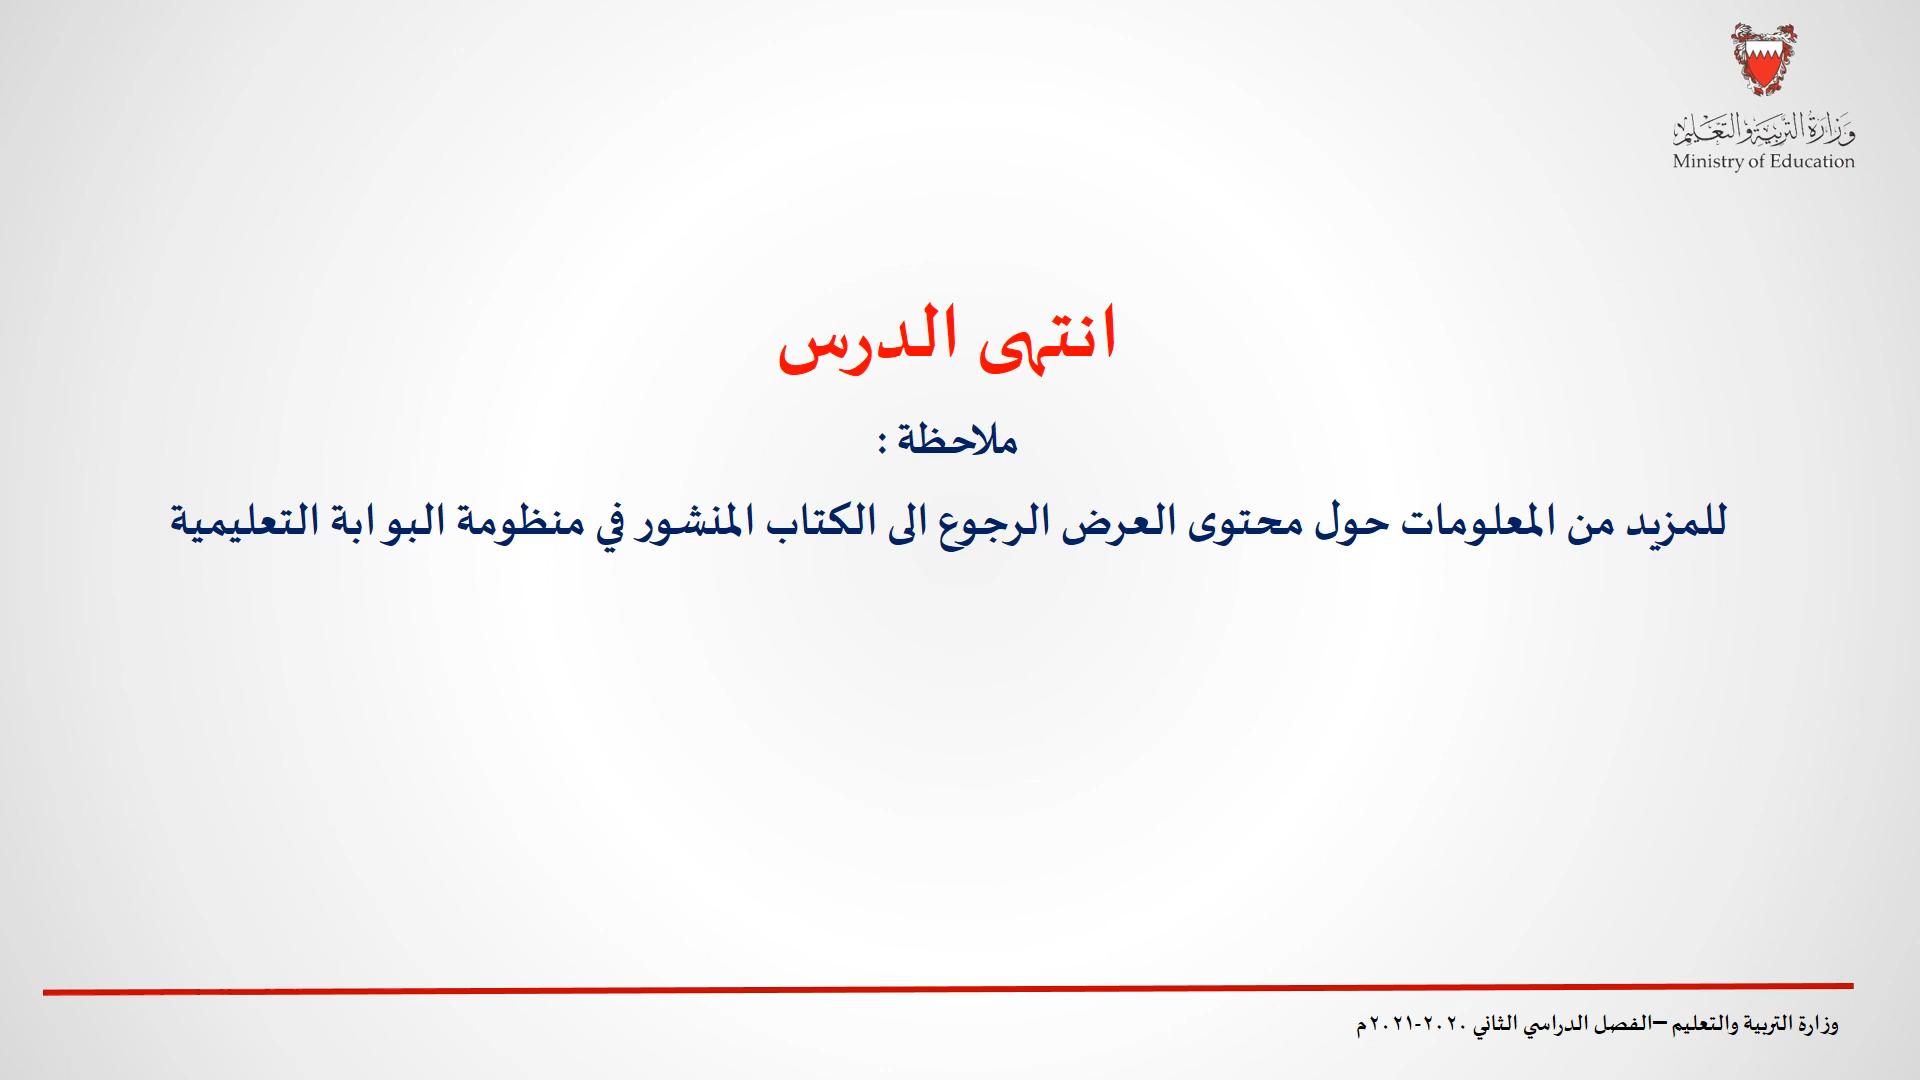 وزارة التربية والتعليم
Ministry of Education
انتهى الدرس
ملاحظة :
للمزيد من المعلومات حول محتوى العرض الرجوع الى الكتاب المنشور في منظومة البوابة التعليمية
وزارة التربية والتعليم –الفصل الدراسي الثاني ٢٠٢٠-٢٠٢١م